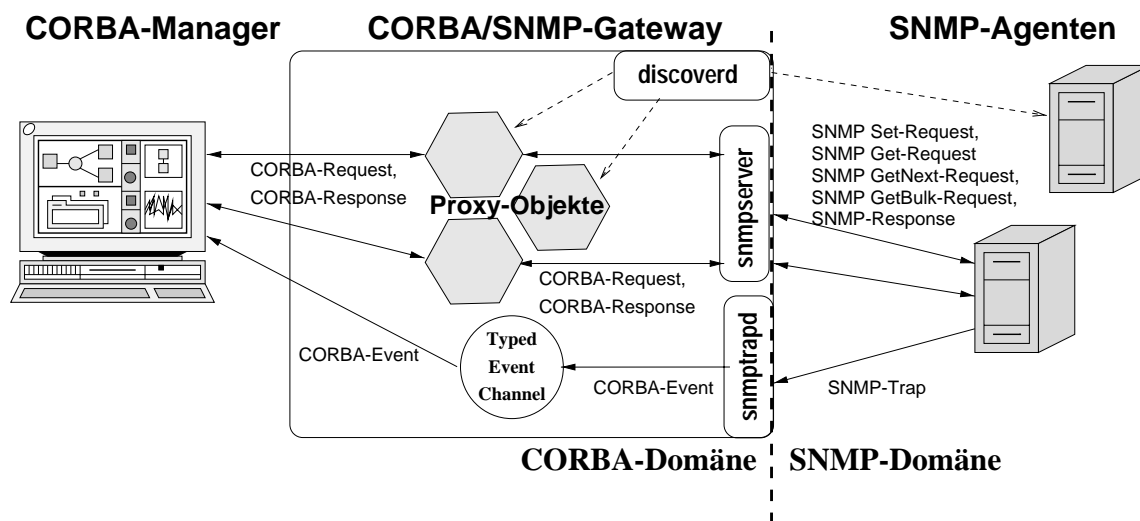 CORBA-Manager
CORBA/SNMP-Gateway
SNMP-Agenten
discoverd
CORBA-Request,
CORBA-Response
Proxy-Objekte
snmpserver
SNMP Set-Request,
SNMP Get-Request
SNMP GetNext-Request,
SNMP GetBulk-Request,
SNMP-Response
CORBA-Request,
CORBA-Response
CORBA-Event
Typed
Event
Channel
CORBA-Event
snmptrapd
SNMP-Trap
CORBA-Domäne
SNMP-Domäne